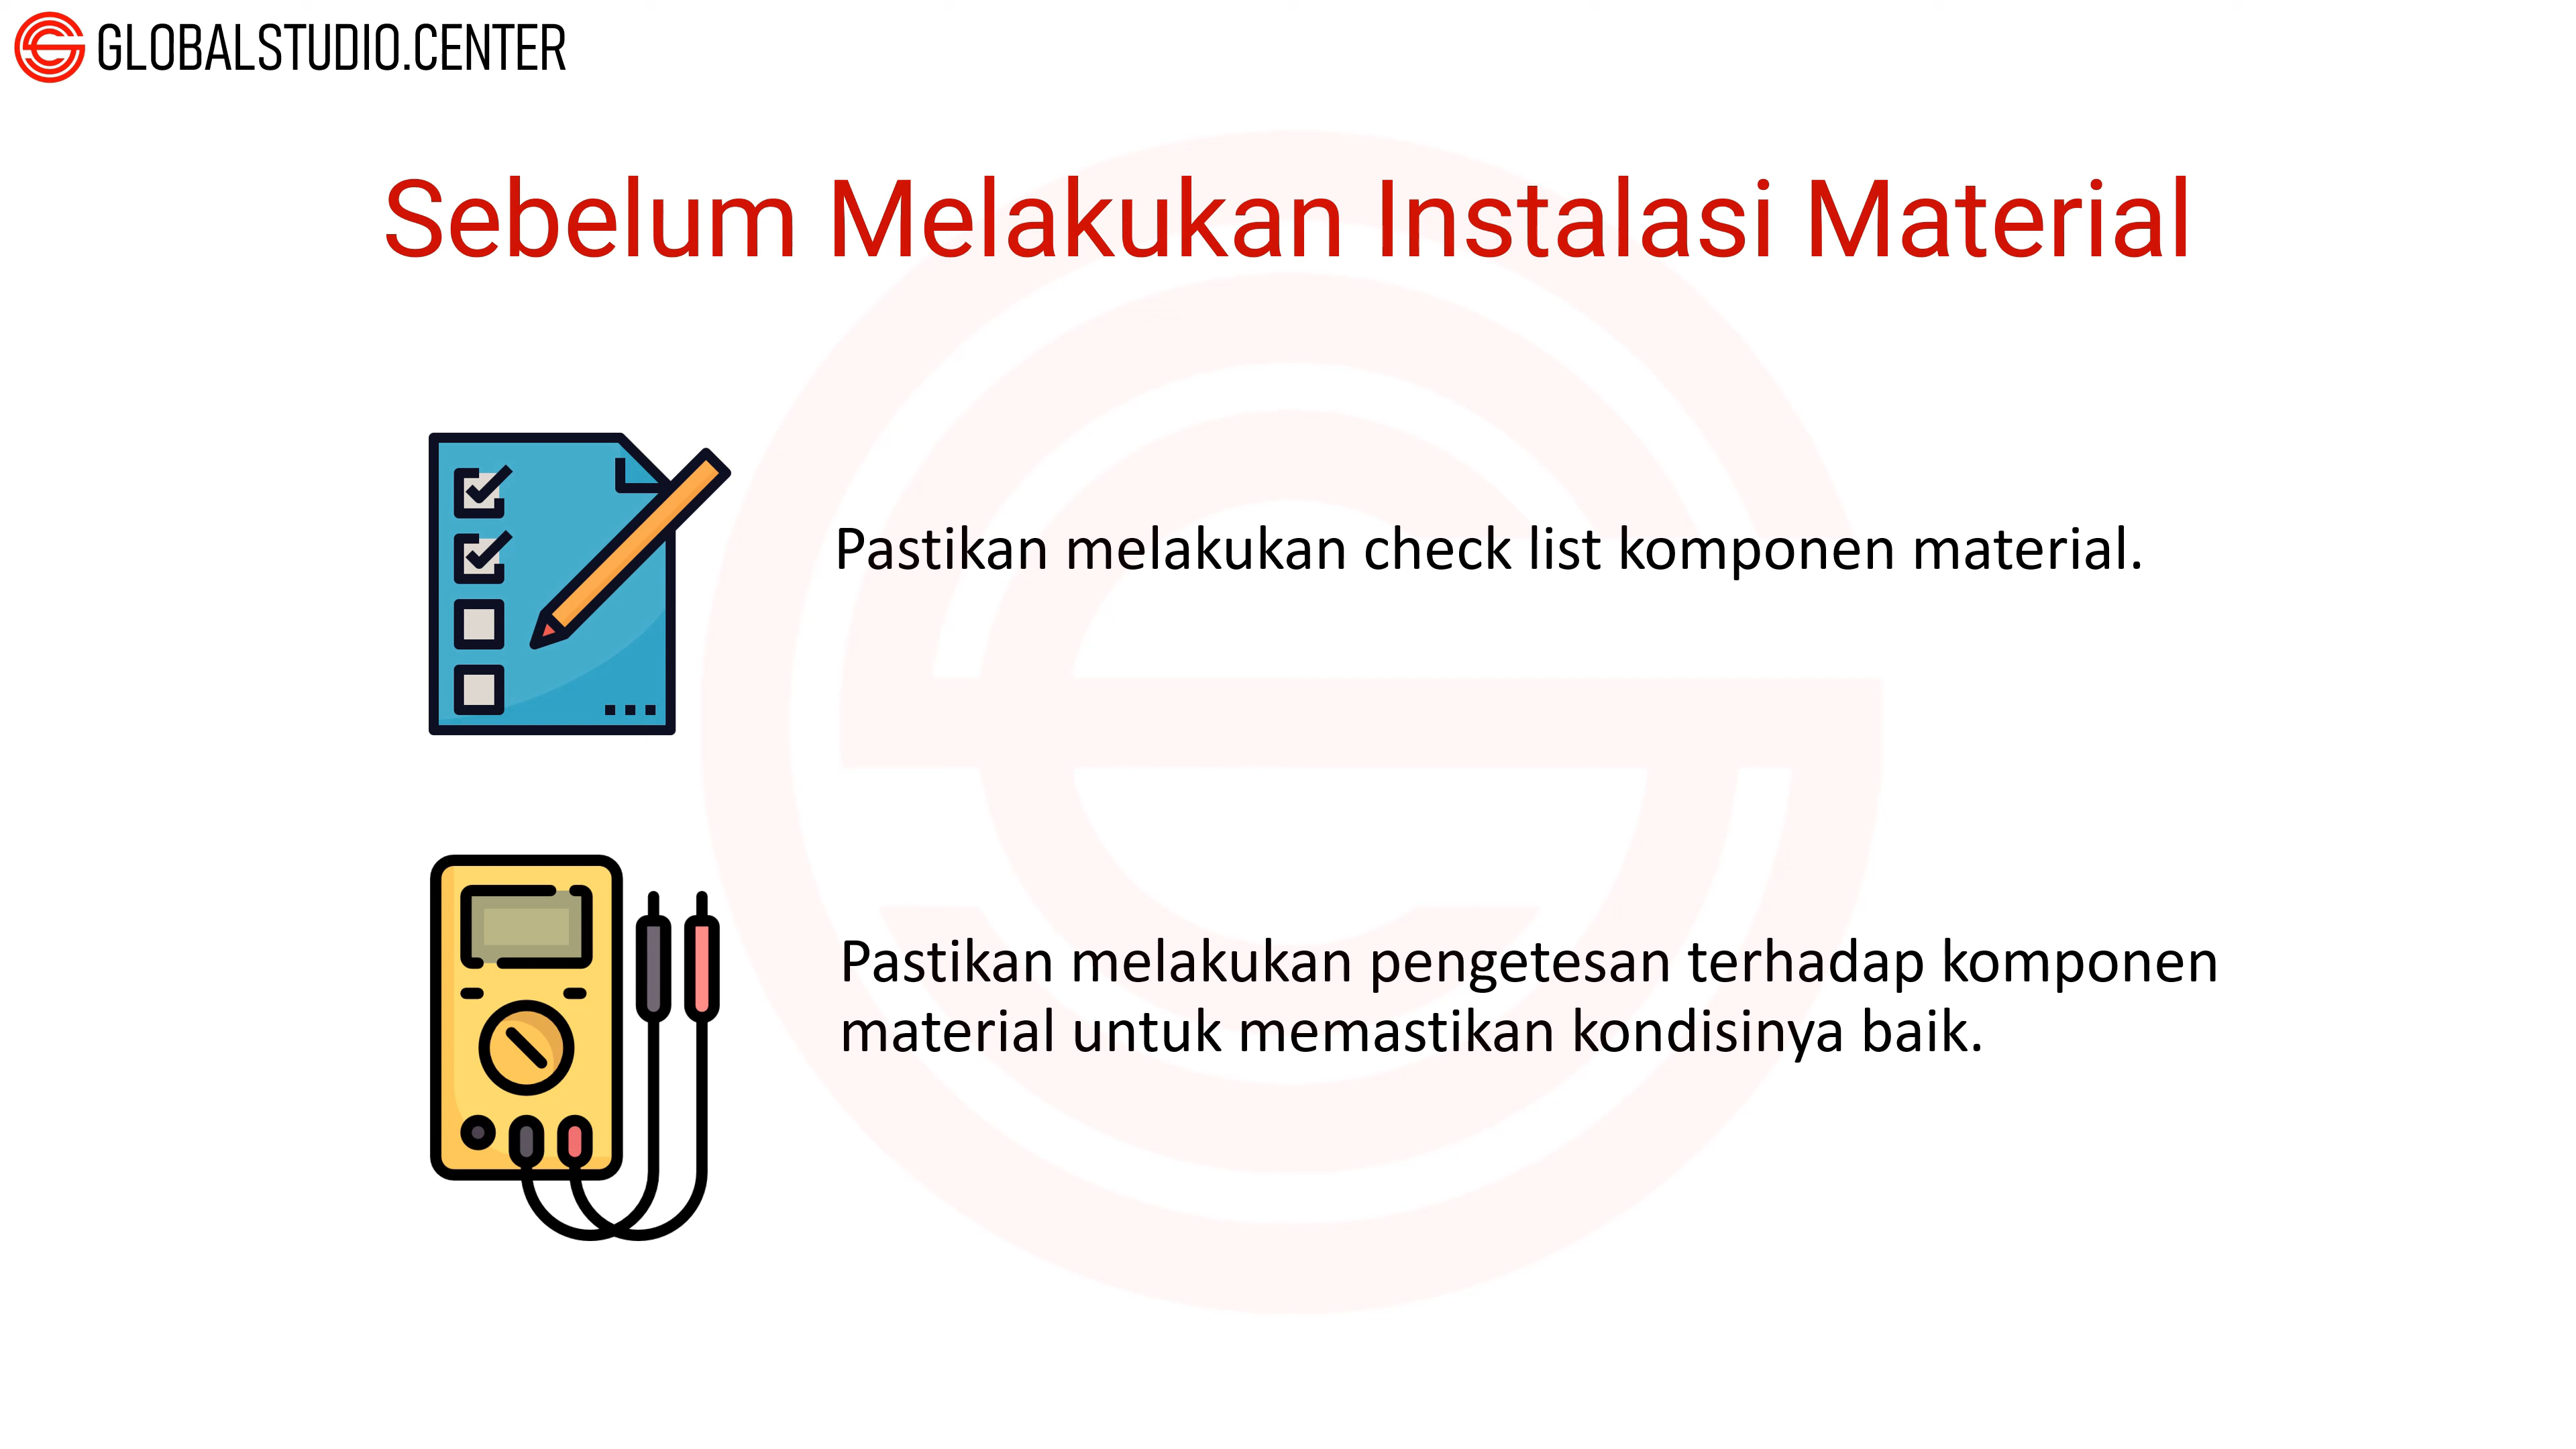 GLOBALSTUDIO.CENTER
Sebelum Melakukan Instalasi Material
Pastikan melakukan check list komponen material.
Pastikan melakukan pengetesan terhadap komponen
material untuk memastikan kondisinya baik.